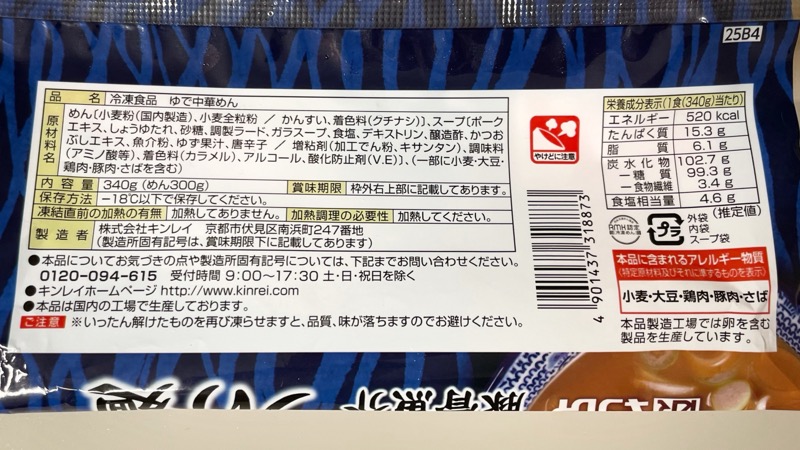 25B4
品名 冷凍食品 ゆで中華めん
原材料名
めん〔小麦粉(国内製造)、小麦全粒粉 / かんすい、着色料(クチナシ)〕、スープ〔ポーク
エキス、しょうゆたれ、砂糖、調製ラード、ガラスープ、食塩、デキストリン、醸造酢、かつお
ぶしエキス、魚介粉、ゆず果汁、唐辛子 / 増粘剤(加工でん粉、キサンタン)、調味料
(アミノ酸等)、着色料(カラメル)、アルコール、酸化防止剤(V.E)〕、(一部に小麦・大豆・
鶏肉・豚肉・さばを含む)
内容量 340g(めん300g) 賞味期限 枠外右上部に記載してあります。
保存方法 -18℃以下で保存してください。
凍結直前の加熱の有無 加熱してありません。 加熱調理の必要性 加熱してください。
製造者 株式会社キンレイ 京都市伏見区南浜町247番地
(製造所固有記号は、賞味期限下に記載してあります)
●本品についてお気づきの点や製造所固有記号については、下記までお問い合わせください。
0120-094-615 受付時間 9:00～17:30 土・日・祝日を除く
●キンレイホームページ http://www.kinrei.com/
●本品は国内の工場で生産しております。
ご注意 ※いったん解けたものを再び凍らせますと、品質、味が落ちますのでお避けください。
やけどに注意
4 901437 318873
栄養成分表示(1食(340g)当たり)
エネルギー 520 kcal
たんぱく質 15.3 g
脂質 6.1 g
炭水化物 102.7 g
-糖質 99.3 g
-食物繊維 3.4 g
食塩相当量 4.6 g
(推定値)
RMK認定
プラ
外袋
内袋
スープ袋
本品に含まれるアレルギー物質
(特定原材料及びそれに準ずるものを表示)
小麦・大豆・鶏肉・豚肉・さば
本品製造工場では卵を含む
製品を生産しています。
豚骨魚介
つけ麺